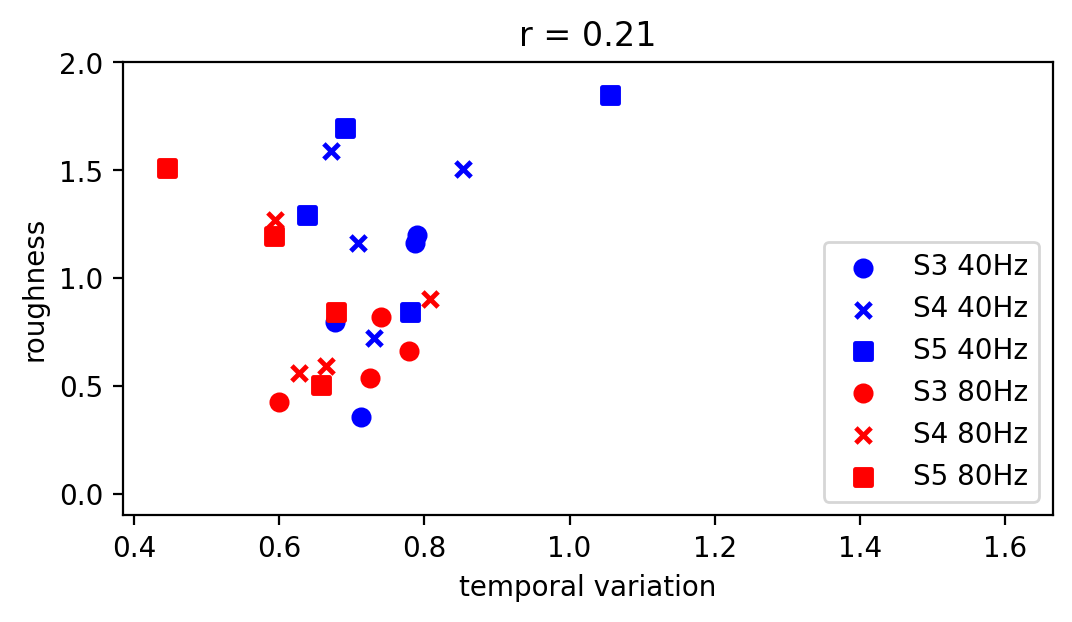 r = 0.21
2.0
1.5
1.0
0.5
0.0
roughness
0.4 0.6 0.8 1.0 1.2 1.4 1.6
temporal variation
S3 40Hz
S4 40Hz
S5 40Hz
S3 80Hz
S4 80Hz
S5 80Hz